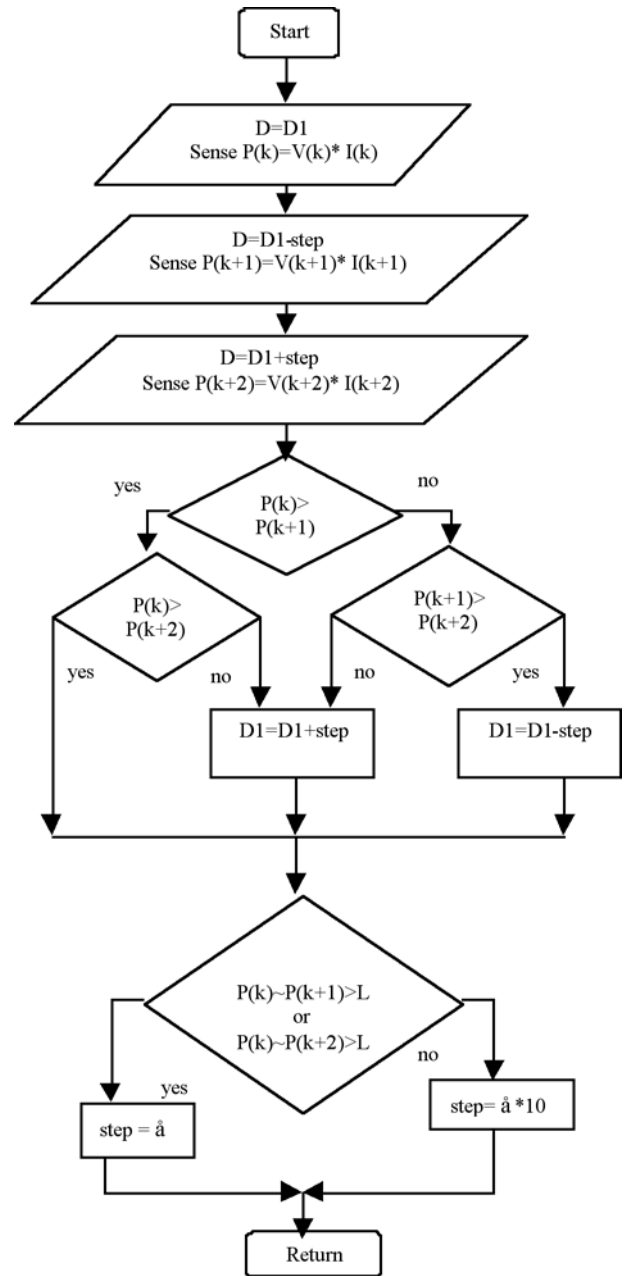 Start
D=D1
Sense P(k)=V(k)* I(k)
D=D1-step
Sense P(k+1)=V(k+1)* I(k+1)
D=D1+step
Sense P(k+2)=V(k+2)* I(k+2)
yes
no
P(k)>
P(k+1)
P(k)>
P(k+2)
P(k+1)>
P(k+2)
yes
no
no
yes
D1=D1+step
D1=D1-step
P(k)~P(k+1)>L
or
P(k)~P(k+2)>L
yes
no
step = å
step= å *10
Return